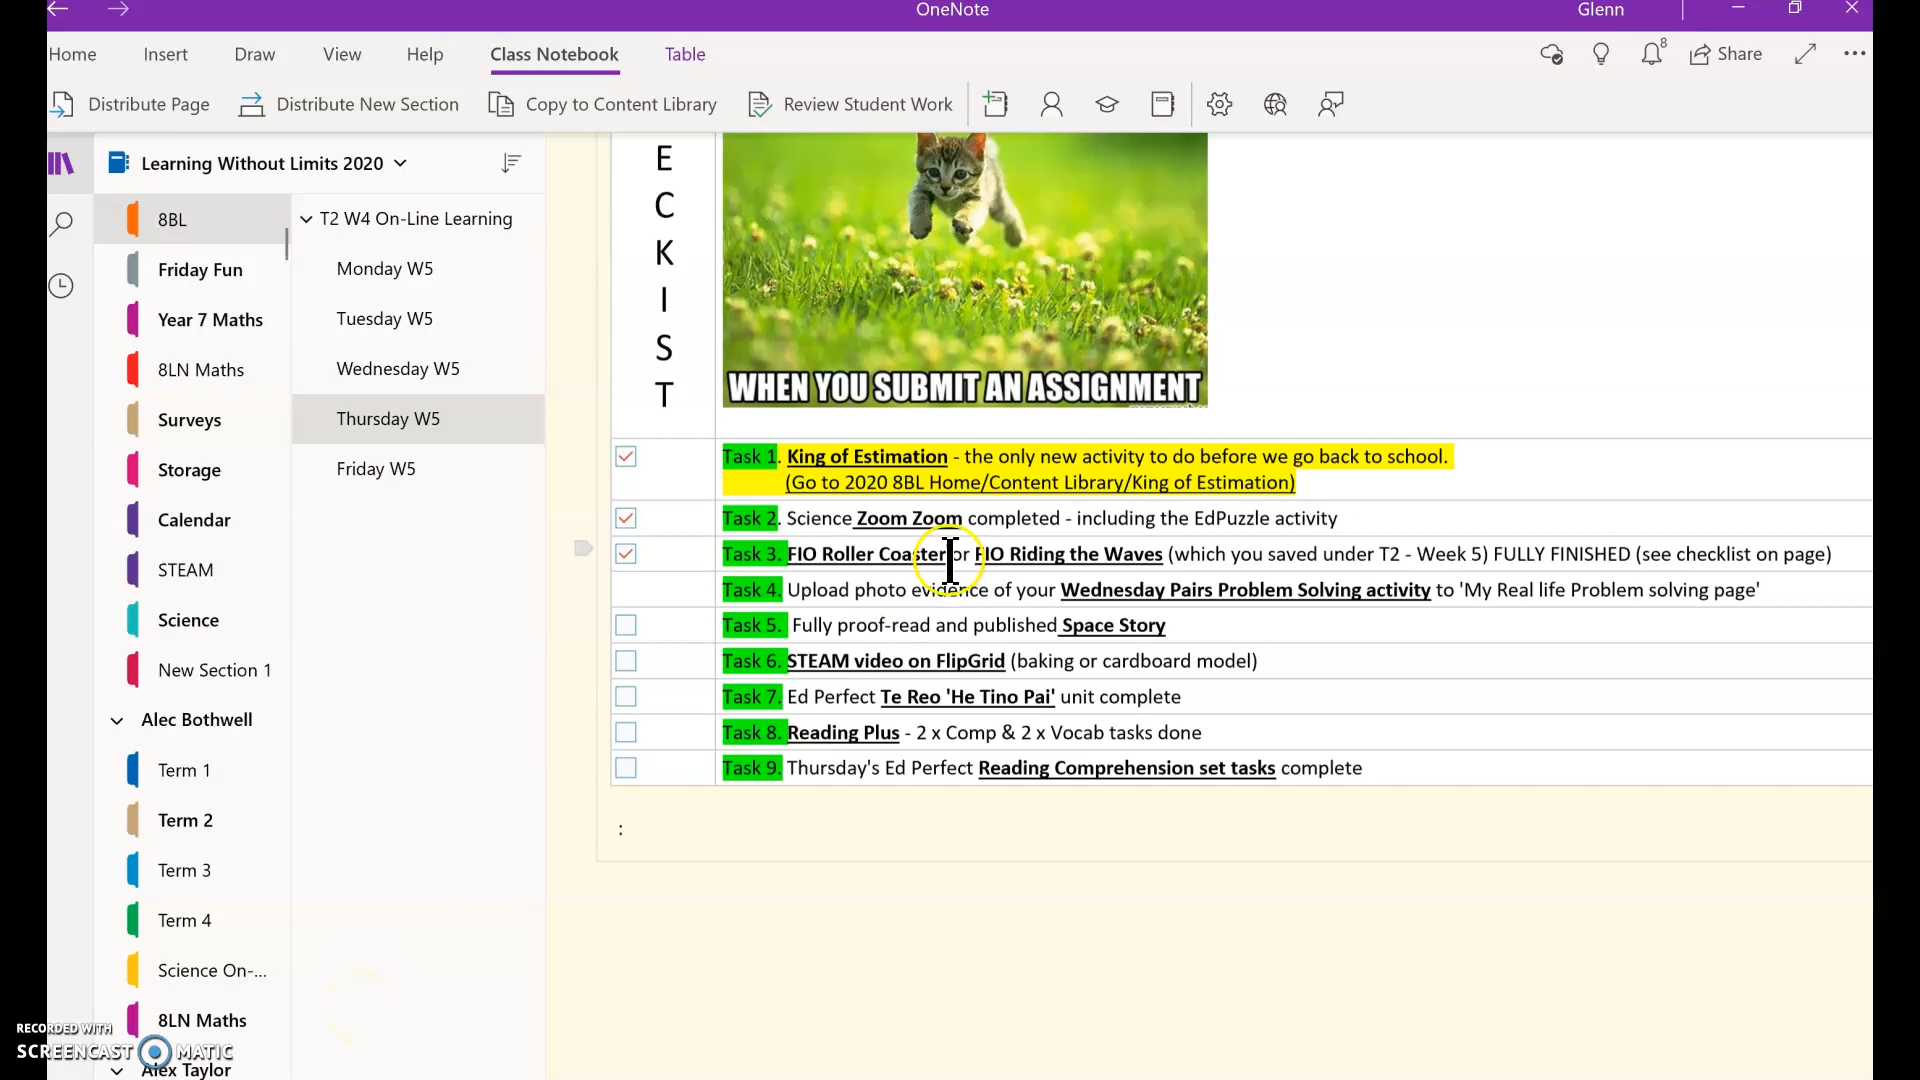 OneNote
Glenn
Home Insert Draw View Help Class Notebook Table
8
Share
Distribute Page Distribute New Section Copy to Content Library Review Student Work
Learning Without Limits 2020
8BL
Friday Fun
Year 7 Maths
8LN Maths
Surveys
Storage
Calendar
STEAM
Science
New Section 1
Alec Bothwell
Term 1
Term 2
Term 3
Term 4
Science On-...
8LN Maths
Alex Taylor
T2 W4 On-Line Learning
Monday W5
Tuesday W5
Wednesday W5
Thursday W5
Friday W5
E
C
K
I
S
T
WHEN YOU SUBMIT AN ASSIGNMENT
Task 1. King of Estimation - the only new activity to do before we go back to school.
(Go to 2020 8BL Home/Content Library/King of Estimation)
Task 2. Science Zoom Zoom completed - including the EdPuzzle activity
Task 3. FIO Roller Coaster or FIO Riding the Waves (which you saved under T2 - Week 5) FULLY FINISHED (see checklist on page)
Task 4. Upload photo evidence of your Wednesday Pairs Problem Solving activity to 'My Real life Problem solving page'
Task 5. Fully proof-read and published Space Story
Task 6. STEAM video on FlipGrid (baking or cardboard model)
Task 7. Ed Perfect Te Reo 'He Tino Pai' unit complete
Task 8. Reading Plus - 2 x Comp & 2 x Vocab tasks done
Task 9. Thursday's Ed Perfect Reading Comprehension set tasks complete
:
RECORDED WITH
SCREENCAST MATIC